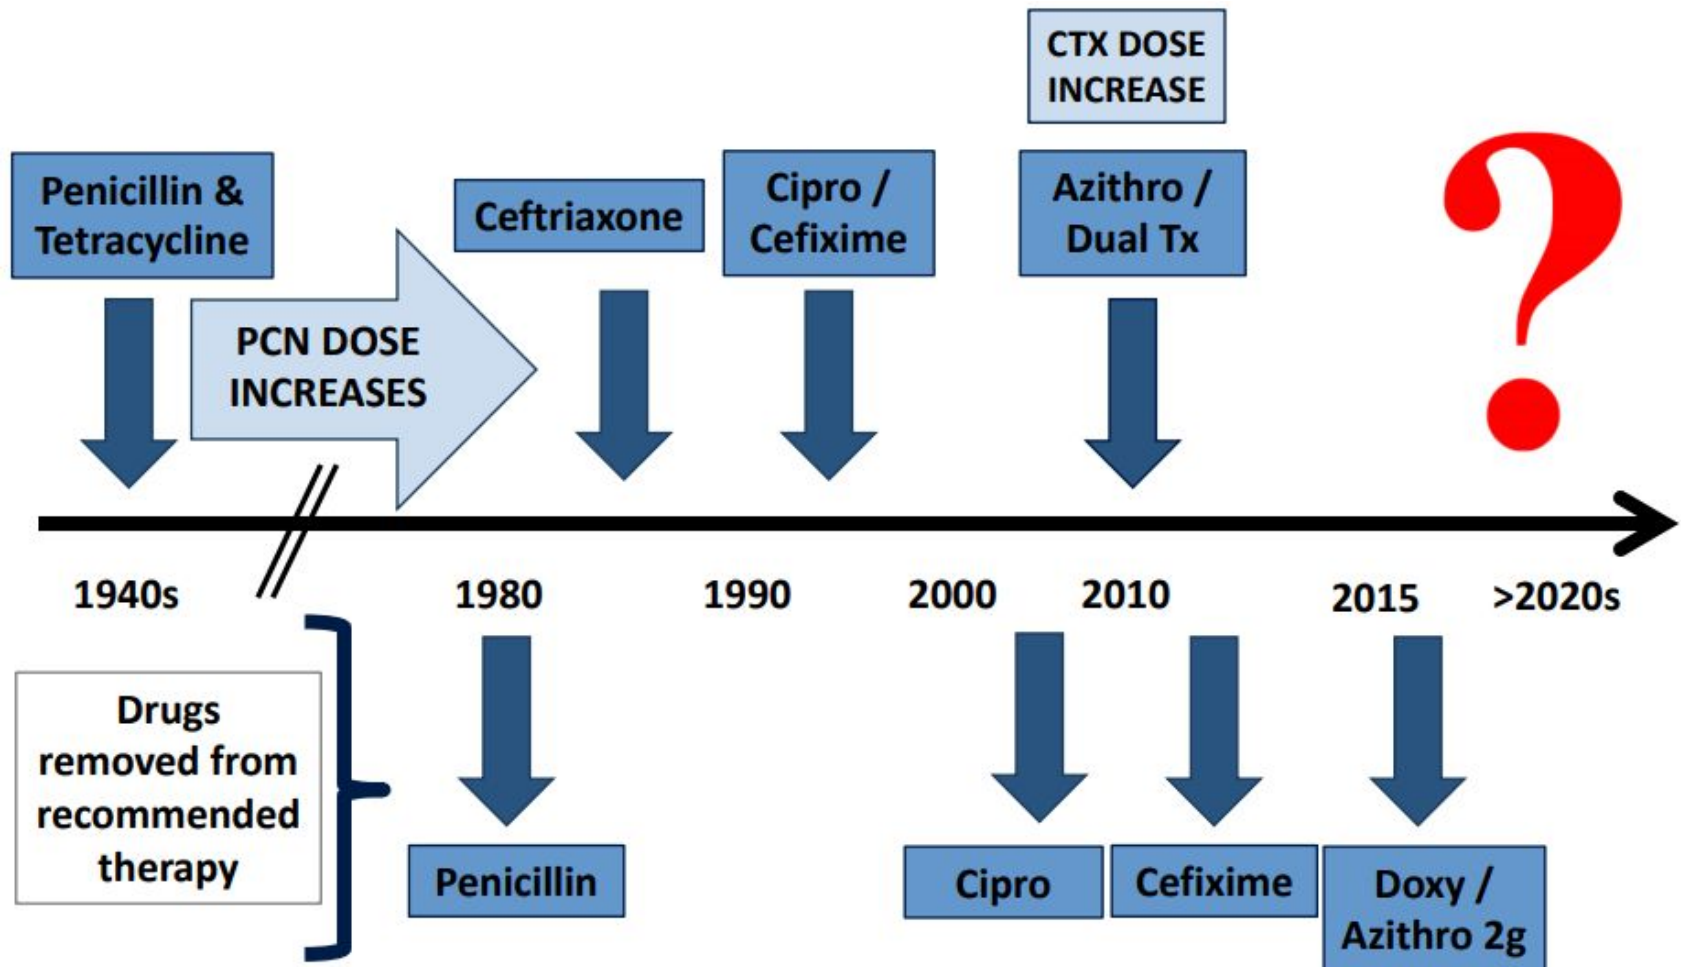 CTX DOSE
INCREASE
Penicillin &
Tetracycline
Ceftriaxone
Cipro /
Cefixime
Azithro /
Dual Tx
?
PCN DOSE
INCREASES
1940s
1980
1990
2000
2010
2015
>2020s
Drugs
removed from
recommended
therapy
Penicillin
Cipro
Cefixime
Doxy /
Azithro 2g